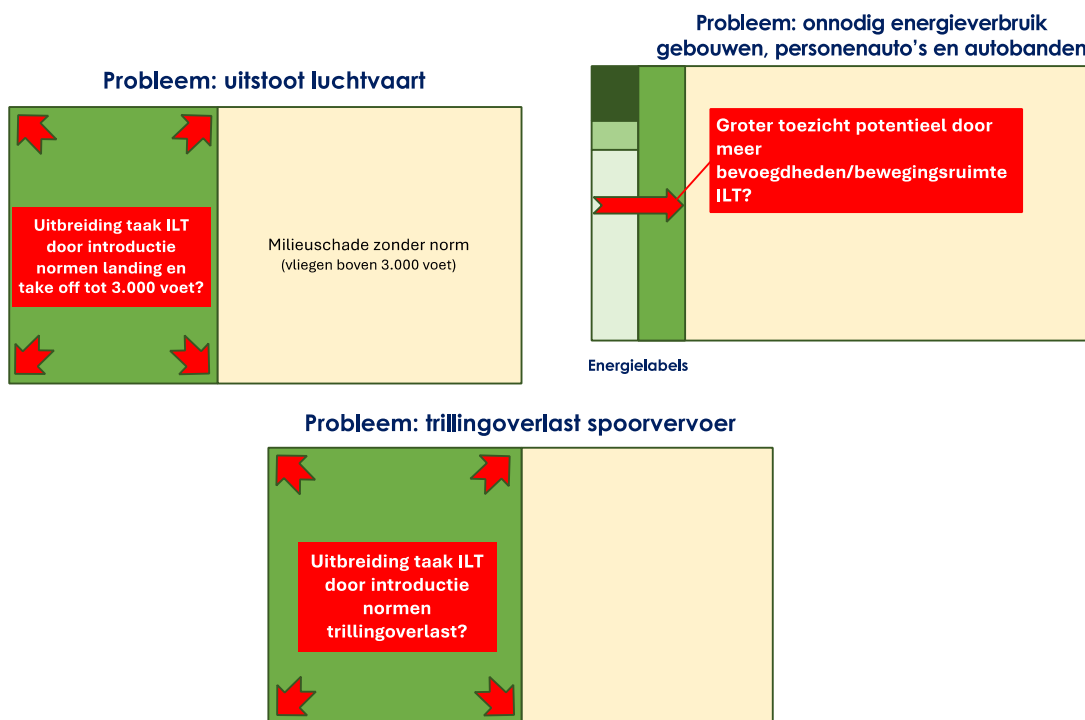 Probleem: uitstoot luchtvaart
Uitbreiding taak ILT
door introductie
normen landing en
take off tot 3.000 voet?
Milieuschade zonder norm
(vliegen boven 3.000 voet)
Probleem: onnodig energieverbruik
gebouwen, personenauto's en autobanden
Groter toezicht potentieel door
meer
bevoegdheden/bewegingsruimte
ILT?
Energielabels
Probleem: trillingoverlast spoorvervoer
Uitbreiding taak ILT
door introductie
normen
trillingoverlast?